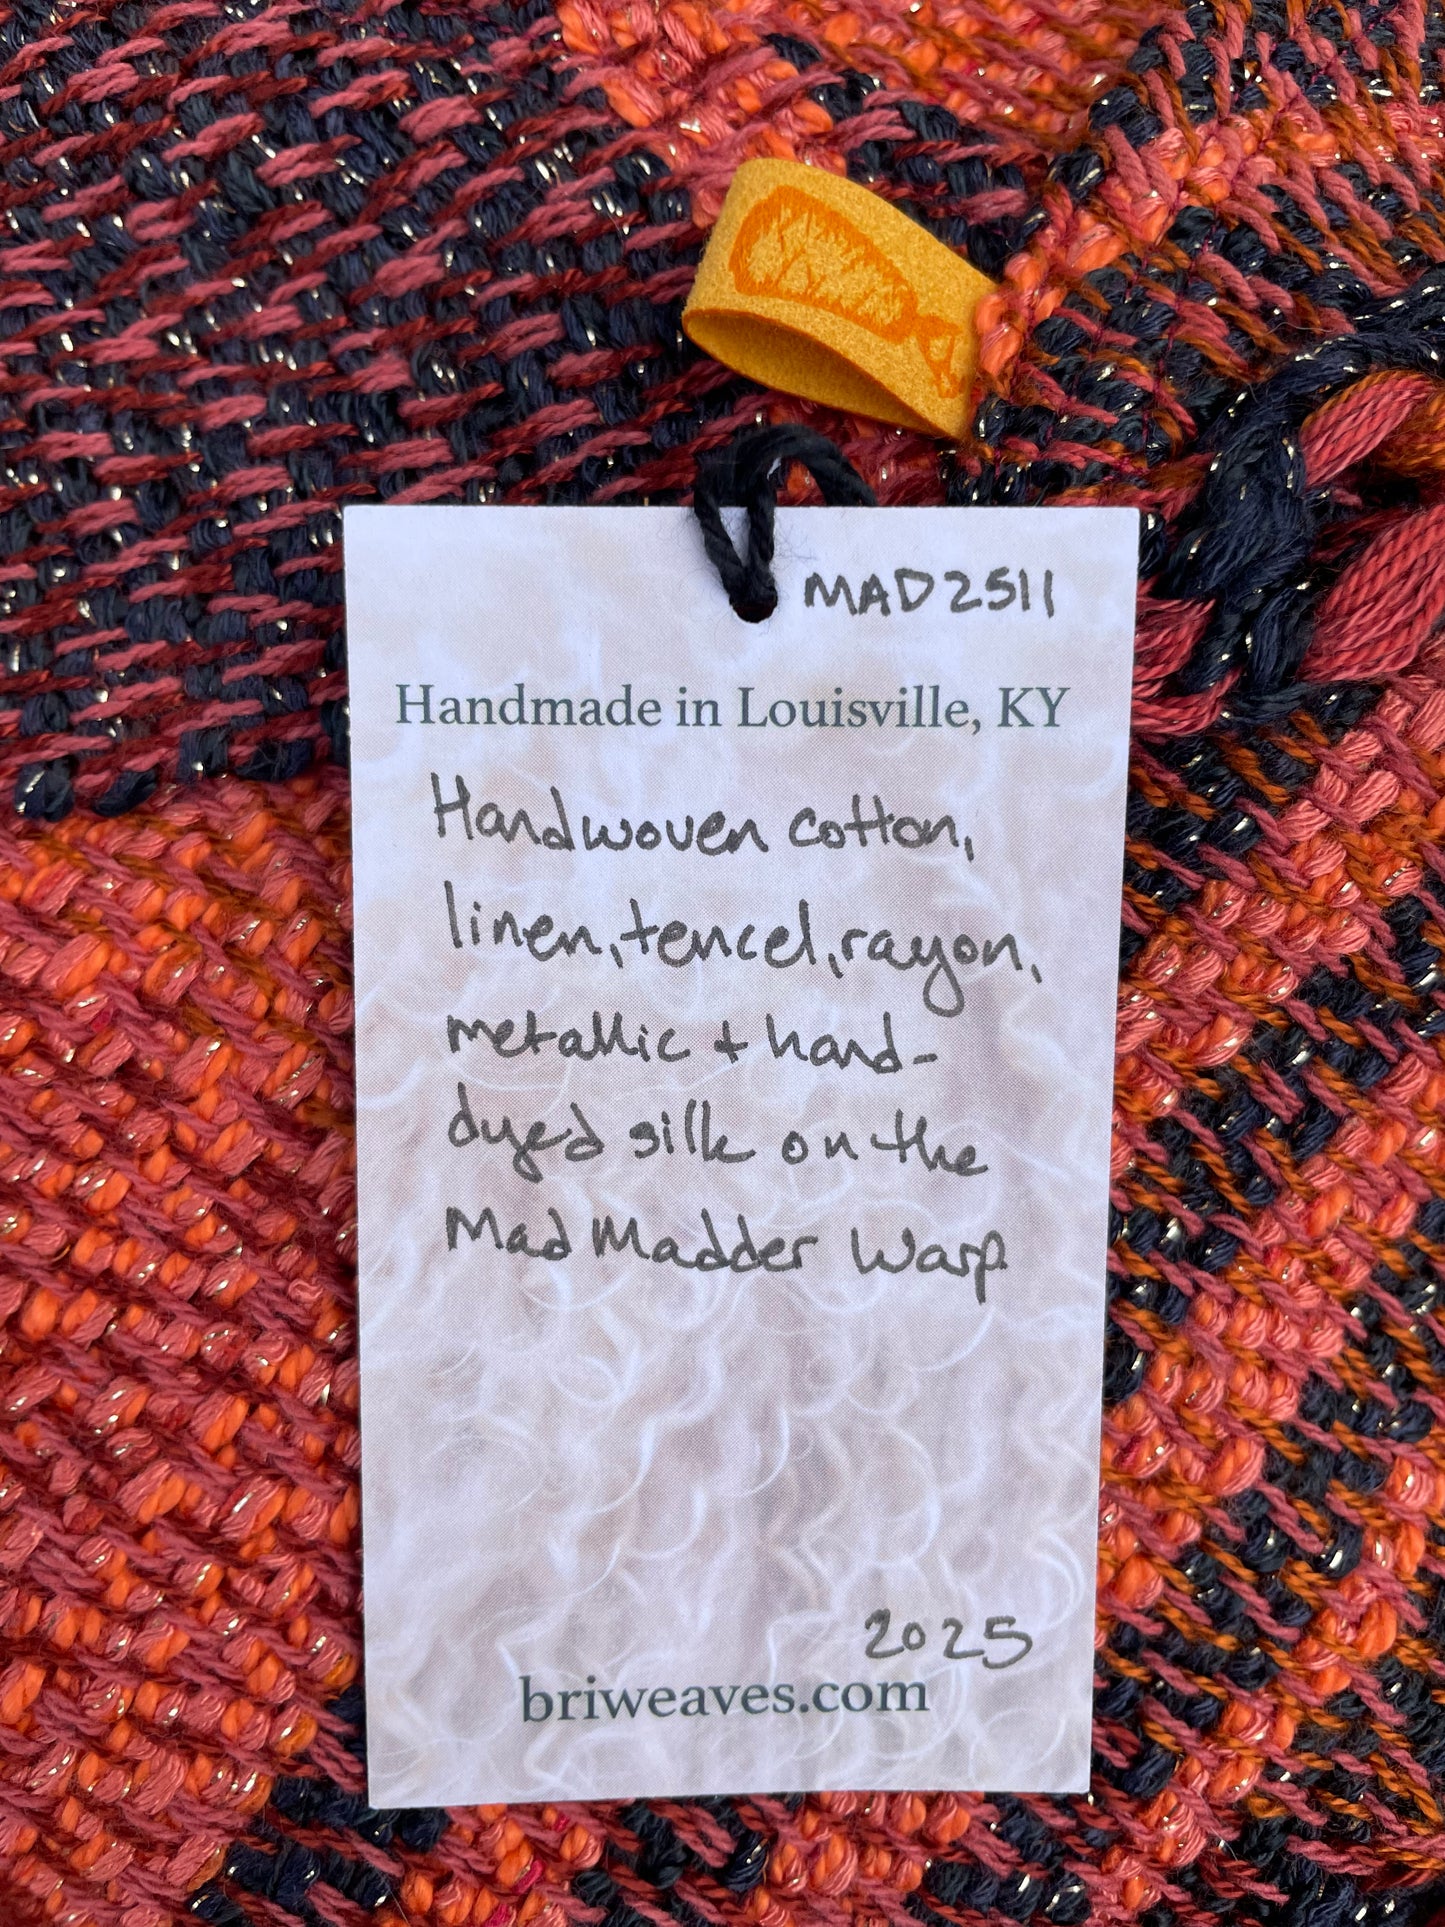 MAD2511
Handmade in Louisville, KY
Handwoven cotton,
linen, tencel, rayon,
metallic + hand-
dyed silk on the
Mad Madder Warp.
2025
briweaves.com